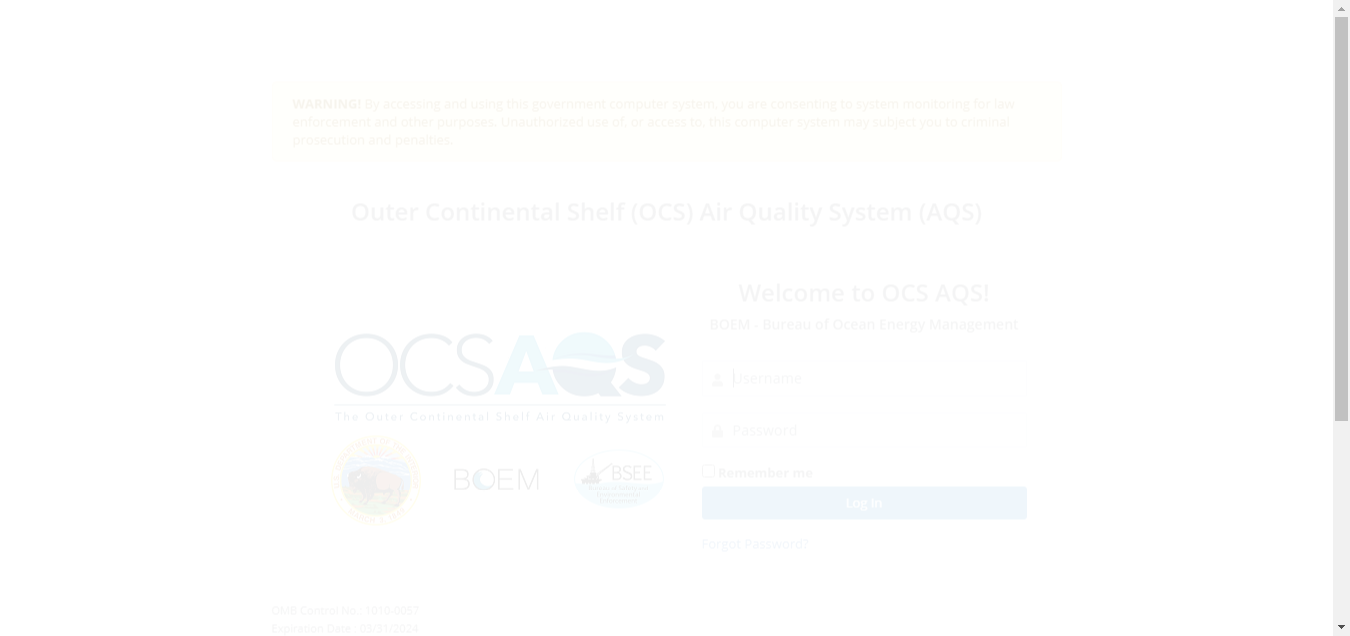 WARNING! By accessing and using this government computer system, you are consenting to system monitoring for law
enforcement and other purposes. Unauthorized use of, or access to, this computer system may subject you to criminal
prosecution and penalties.
Outer Continental Shelf (OCS) Air Quality System (AQS)
Welcome to OCS AQS!
BOEM - Bureau of Ocean Energy Management
OCSAQS
The Outer Continental Shelf Air Quality System
Username
Password
BOEM
BSEE
Remember me
Log In
Forgot Password?
OMB Control No.: 1010-0057
Expiration Date : 03/31/2024